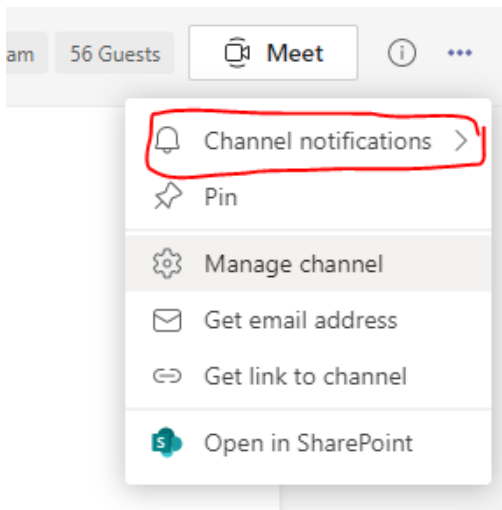 am 56 Guests Meet
Channel notifications
Pin
Manage channel
Get email address
Get link to channel
Open in SharePoint